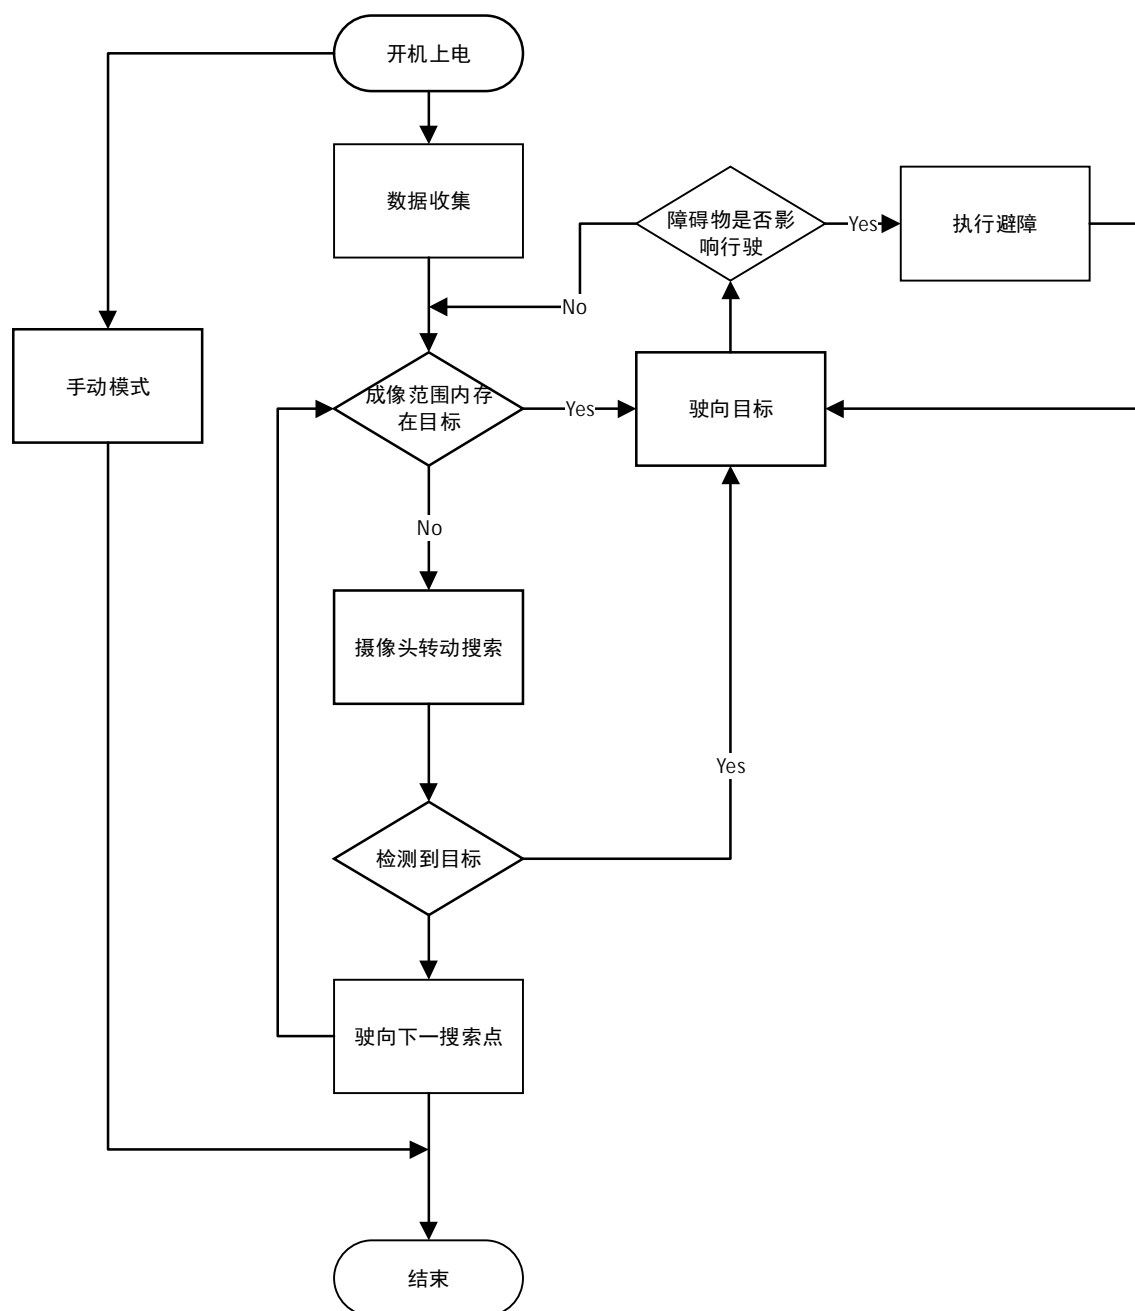 开机上电
数据收集
障碍物是否影
响行驶
Yes
执行避障
No
手动模式
成像范围内存
在目标
Yes
驶向目标
No
摄像头转动搜索
Yes
检测到目标
驶向下一搜索点
结束